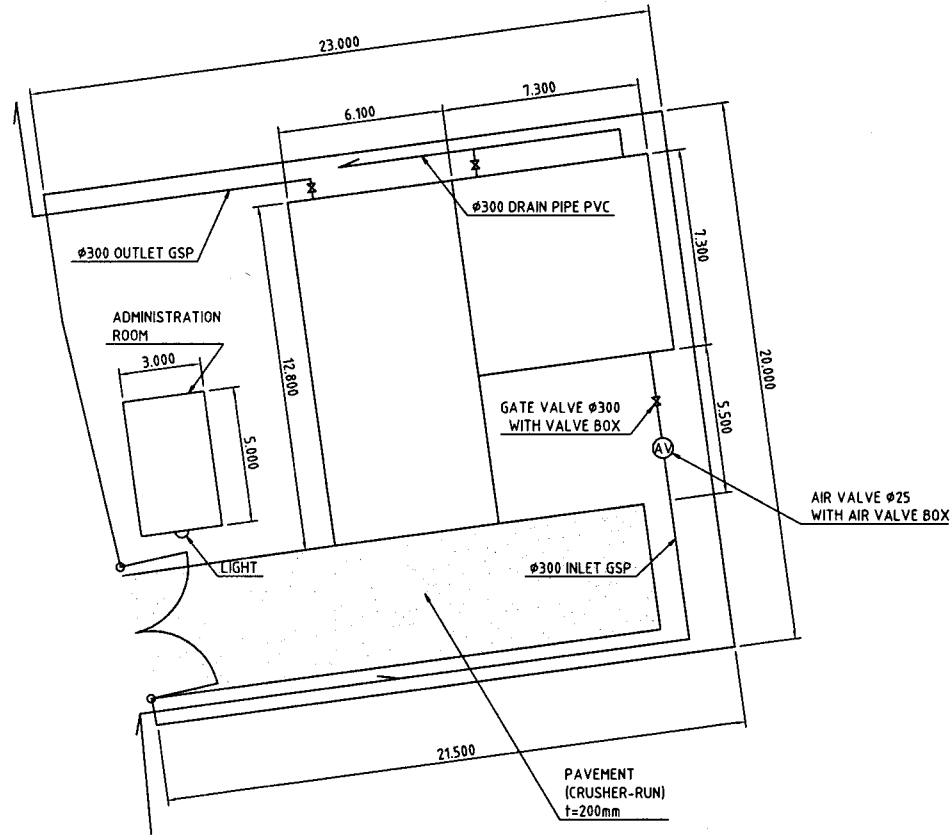 23.000
7.300
6.100
ø300 DRAIN PIPE PVC
ø300 OUTLET GSP
7.300
ADMINISTRATION
ROOM
3.000
12.800
20.000
5.000
5.500
GATE VALVE ø300
WITH VALVE BOX
AV
AIR VALVE ø25
WITH AIR VALVE BOX
LIGHT
ø300 INLET GSP
21.500
PAVEMENT
(CRUSHER-RUN)
t=200mm